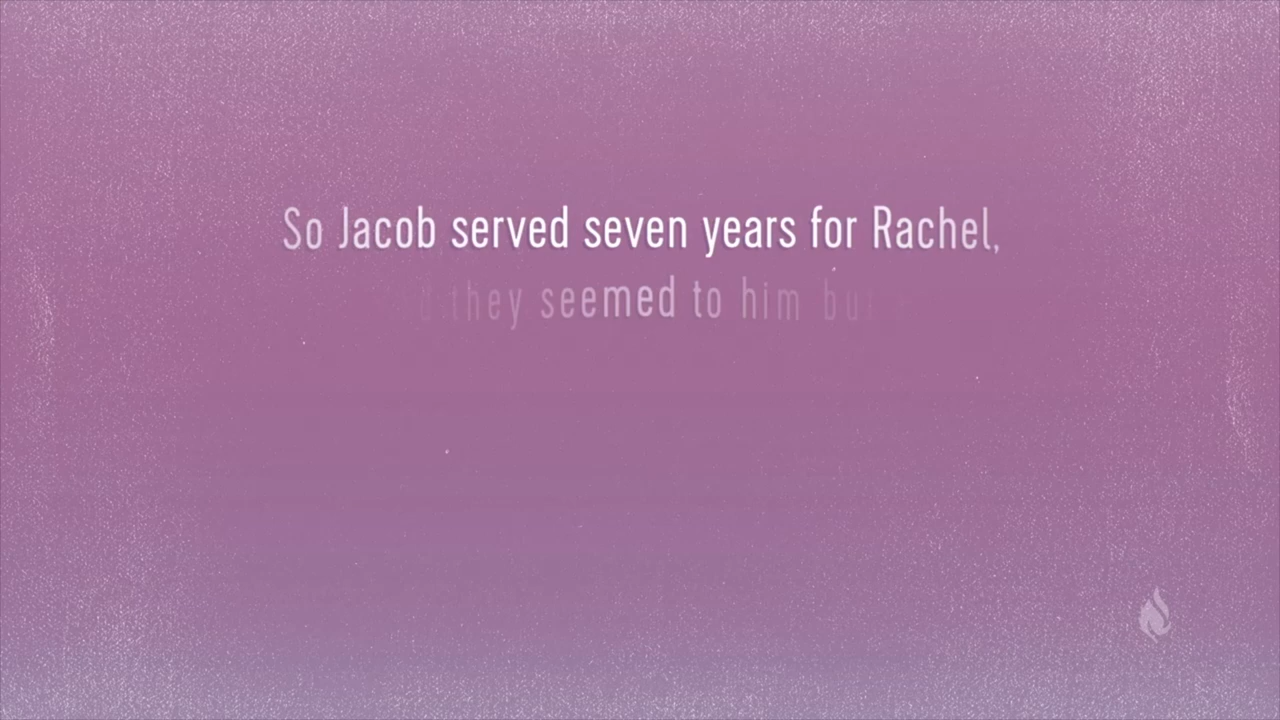 So Jacob served seven years for Rachel,
they seemed to him